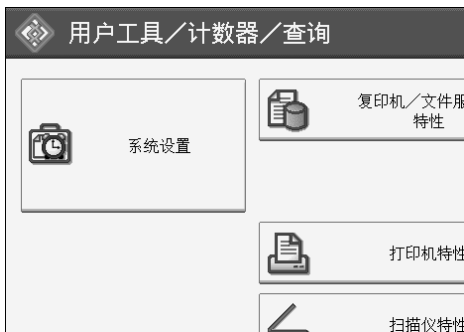 用户工具／计数器／查询
系统设置
复印机／文件服
特性
打印机特性
扫描仪特性